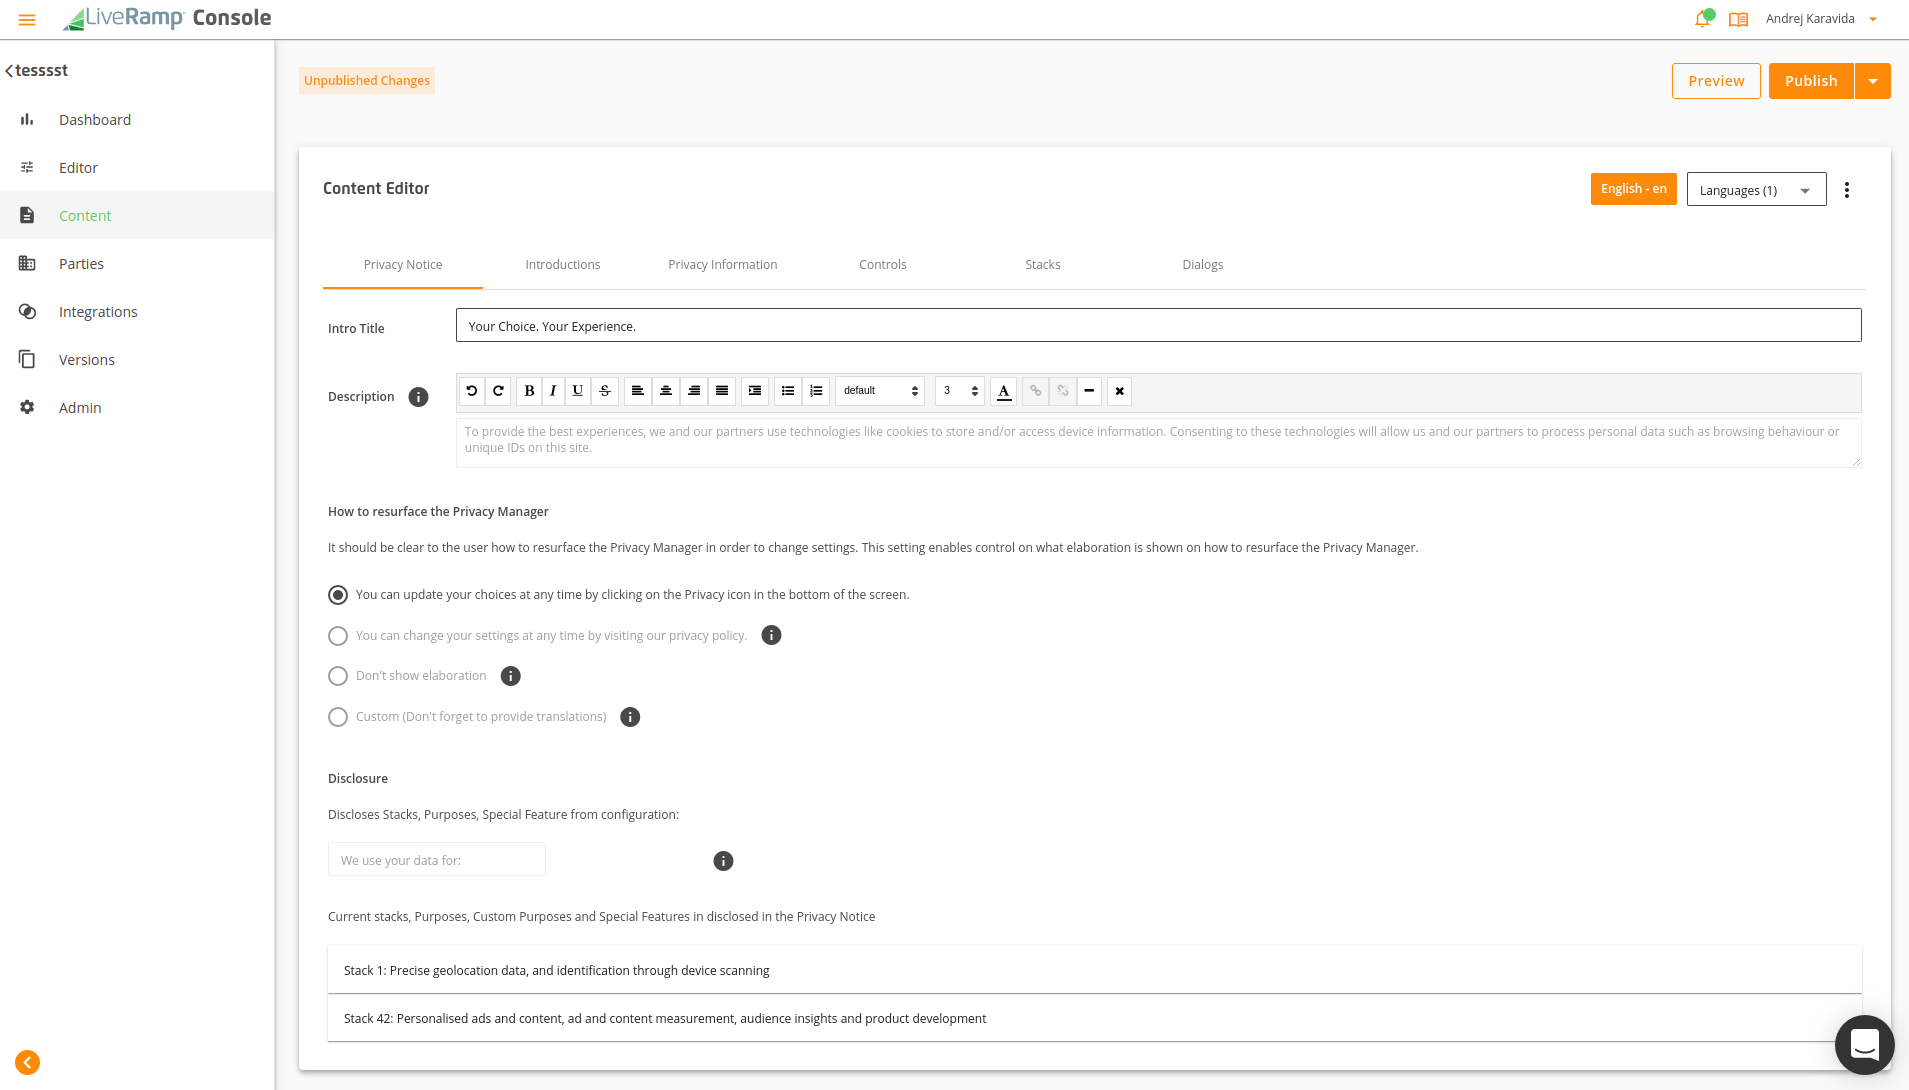 LiveRamp Console
Andrej Karavida
tesssst
Dashboard
Editor
Content
Parties
Integrations
Versions
Admin
Unpublished Changes
Preview
Publish
Content Editor
English - en
Languages (1)
Privacy Notice
Introductions
Privacy Information
Controls
Stacks
Dialogs
Intro Title
Your Choice. Your Experience.
Description
B I U S
default
3
A
To provide the best experiences, we and our partners use technologies like cookies to store and/or access device information. Consenting to these technologies will allow us and our partners to process personal data such as browsing behaviour or
unique IDs on this site.
How to resurface the Privacy Manager
It should be clear to the user how to resurface the Privacy Manager in order to change settings. This setting enables control on what elaboration is shown on how to resurface the Privacy Manager.
You can update your choices at any time by clicking on the Privacy icon in the bottom of the screen.
You can change your settings at any time by visiting our privacy policy.
Don't show elaboration
Custom (Don't forget to provide translations)
Disclosure
Discloses Stacks, Purposes, Special Feature from configuration:
We use your data for:
Current stacks, Purposes, Custom Purposes and Special Features in disclosed in the Privacy Notice
Stack 1: Precise geolocation data, and identification through device scanning
Stack 42: Personalised ads and content, ad and content measurement, audience insights and product development